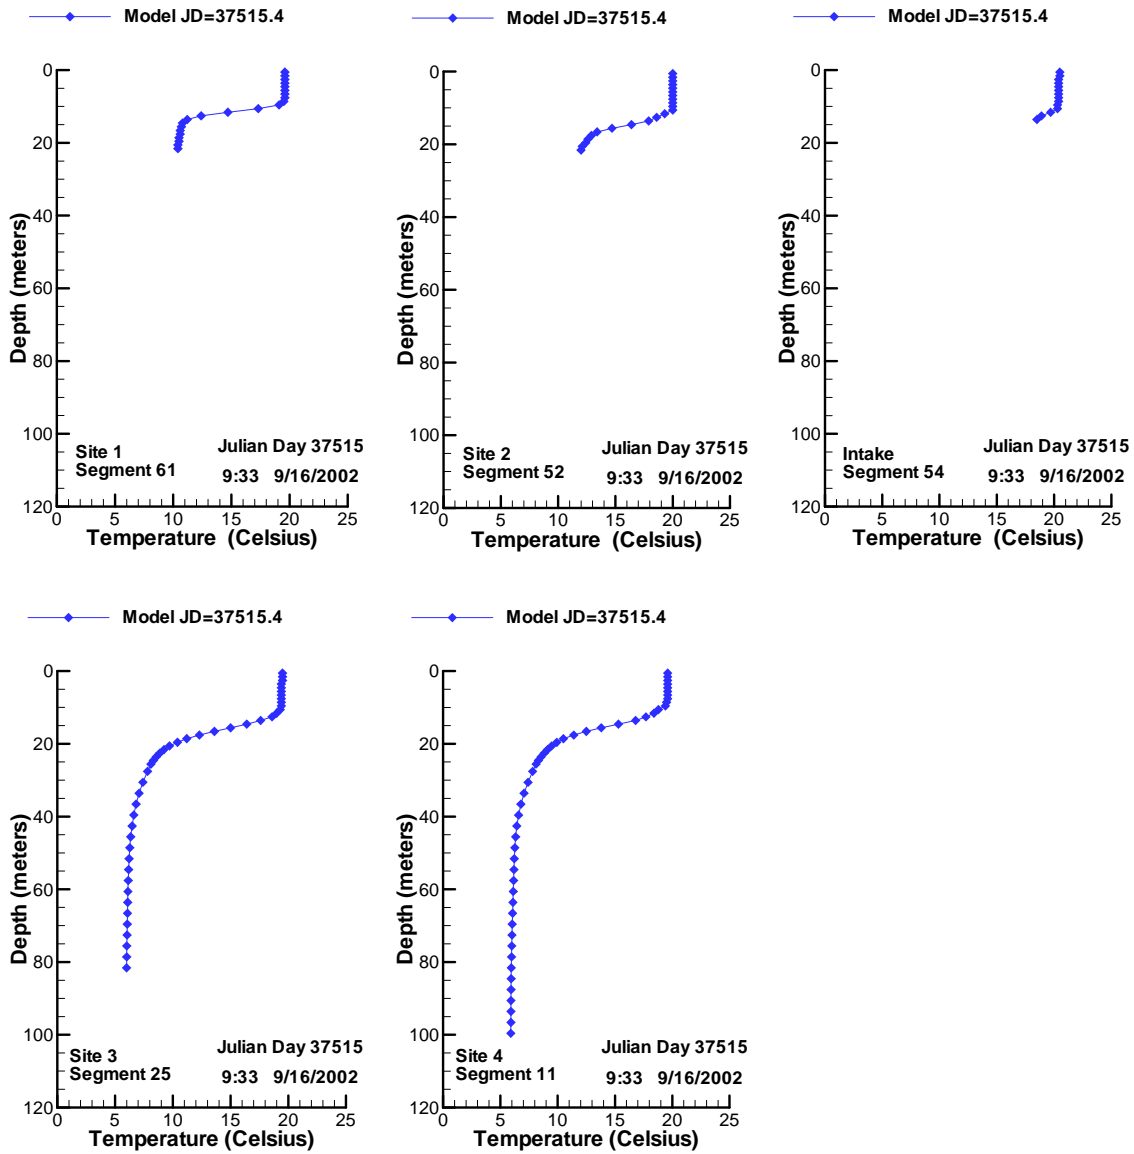 Model JD=37515.4
0
20
40
60
80
100
120
Depth (meters)
Site 1
Segment 61
Julian Day 37515
9:33 9/16/2002
0 5 10 15 20 25
Temperature (Celsius)
Model JD=37515.4
0
20
40
60
80
100
120
Depth (meters)
Site 2
Segment 52
Julian Day 37515
9:33 9/16/2002
0 5 10 15 20 25
Temperature (Celsius)
Model JD=37515.4
0
20
40
60
80
100
120
Depth (meters)
Intake
Segment 54
Julian Day 37515
9:33 9/16/2002
0 5 10 15 20 25
Temperature (Celsius)
Model JD=37515.4
0
20
40
60
80
100
120
Depth (meters)
Site 3
Segment 25
Julian Day 37515
9:33 9/16/2002
0 5 10 15 20 25
Temperature (Celsius)
Model JD=37515.4
0
20
40
60
80
100
120
Depth (meters)
Site 4
Segment 11
Julian Day 37515
9:33 9/16/2002
0 5 10 15 20 25
Temperature (Celsius)